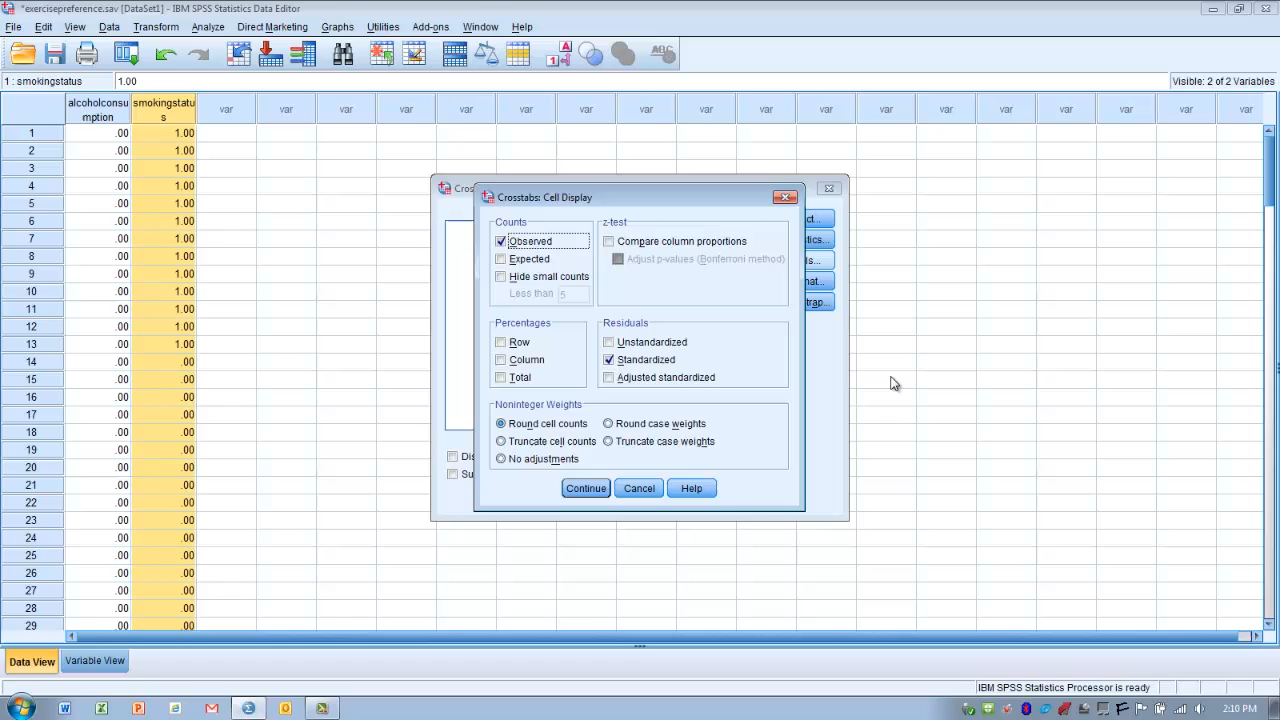 *exercisepreference.sav [DataSet1] - IBM SPSS Statistics Data Editor
File Edit View Data Transform Analyze Direct Marketing Graphs Utilities Add-ons Window Help
1 : smokingstatus 1.00 Visible: 2 of 2 Variables
alcoholconsu smokingstatu var var var var var var var var var var var var var var var var var var
mption s
1 .00 1.00
2 .00 1.00
3 .00 1.00
4 .00 1.00
5 .00 1.00
6 .00 1.00
7 .00 1.00
8 .00 1.00
9 .00 1.00
10 .00 1.00
11 .00 1.00
12 .00 1.00
13 .00 1.00
14 .00 .00
15 .00 .00
16 .00 .00
17 .00 .00
18 .00 .00
19 .00 .00
20 .00 .00
21 .00 .00
22 .00 .00
23 .00 .00
24 .00 .00
25 .00 .00
26 .00 .00
27 .00 .00
28 .00 .00
29 .00 .00
Cros
ct...
tics...
ls...
nat...
trap...
Dis
Su
Crosstabs: Cell Display
Counts
Observed
Expected
Hide small counts
Less than 5
z-test
Compare column proportions
Adjust p-values (Bonferroni method)
Percentages
Row
Column
Total
Residuals
Unstandardized
Standardized
Adjusted standardized
Noninteger Weights
Round cell counts Round case weights
Truncate cell counts Truncate case weights
No adjustments
Continue Cancel Help
Data View Variable View
IBM SPSS Statistics Processor is ready
2:10 PM